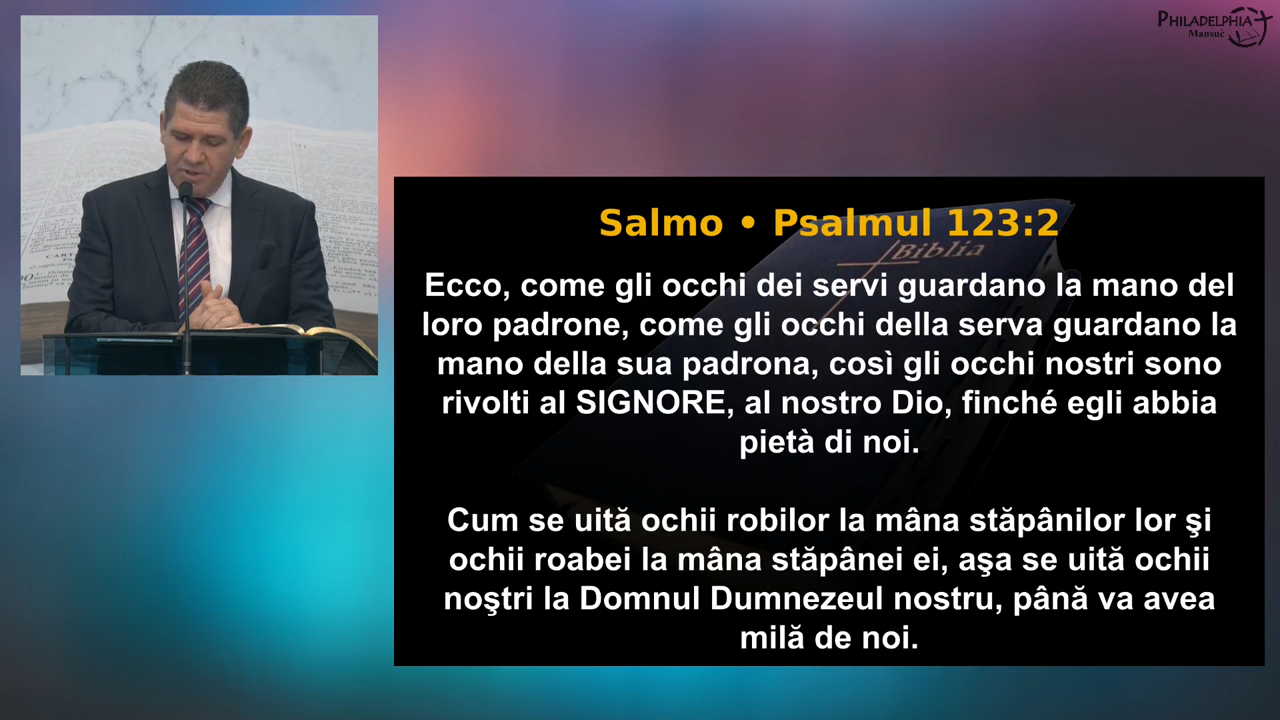 PHILADELPHIA
Mansuè
Salmo • Psalmul 123:2
Biblia
Ecco, come gli occhi dei servi guardano la mano del
loro padrone, come gli occhi della serva guardano la
mano della sua padrona, così gli occhi nostri sono
rivolti al SIGNORE, al nostro Dio, finché egli abbia
pietà di noi.
Cum se uită ochii robilor la mâna stăpânilor lor şi
ochii roabei la mâna stăpânei ei, aşa se uită ochii
noştri la Domnul Dumnezeul nostru, până va avea
milă de noi.